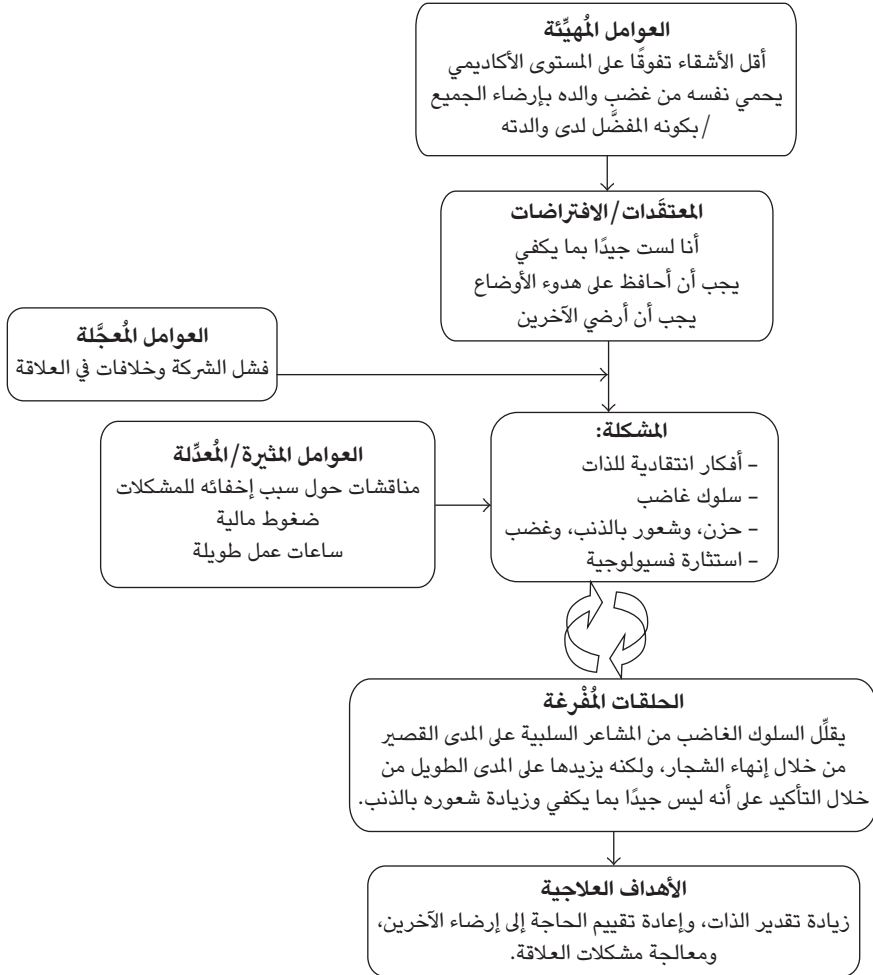 العوامل المُهيِّئة
أقل الأشقاء تفوقًا على المستوى الأكاديمي
يحمي نفسه من غضب والده بإرضاء الجميع
/بكونه المفضَّل لدى والدته
المعتقَدات/الافتراضات
أنا لست جيدًا بما يكفي
يجب أن أحافظ على هدوء الأوضاع
يجب أن أرضي الآخرين
العوامل المُعجَّلة
فشل الشركة وخلافات في العلاقة
المشكلة:
– أفكار انتقادية للذات
– سلوك غاضب
– حزن، وشعور بالذنب، وغضب
– استثارة فسيولوجية
العوامل المثيرة/المُعدِّلة
مناقشات حول سبب إخفائه للمشكلات
ضغوط مالية
ساعات عمل طويلة
الحلقات المُفْرغة
يقلِّل السلوك الغاضب من المشاعر السلبية على المدى القصير
من خلال إنهاء الشجار، ولكنه يزيدها على المدى الطويل من
خلال التأكيد على أنه ليس جيدًا بما يكفي وزيادة شعوره بالذنب.
الأهداف العلاجية
زيادة تقدير الذات، وإعادة تقييم الحاجة إلى إرضاء الآخرين،
ومعالجة مشكلات العلاقة.